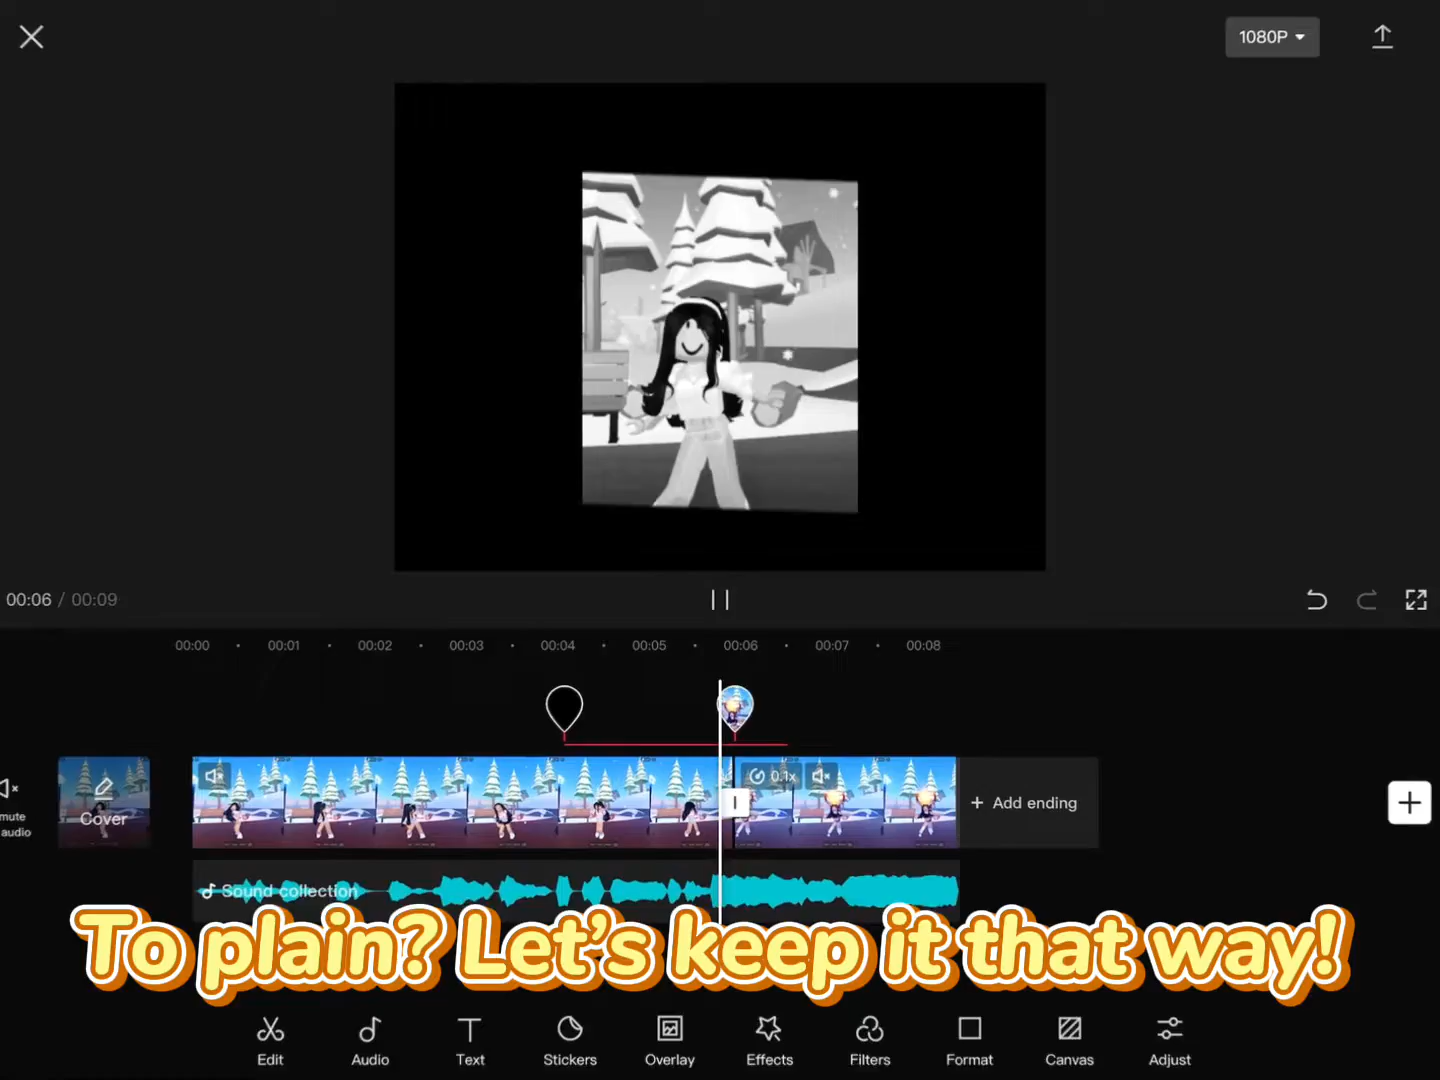 1080P
00:06 / 00:09
00:00 00:01 00:02 00:03 00:04 00:05 00:06 00:07 00:08
mute
audio
Cover
0.1x
+ Add ending
Sound collection
To plain? Let's keep it that way!
Edit Audio Text Stickers Overlay Effects Filters Format Canvas Adjust